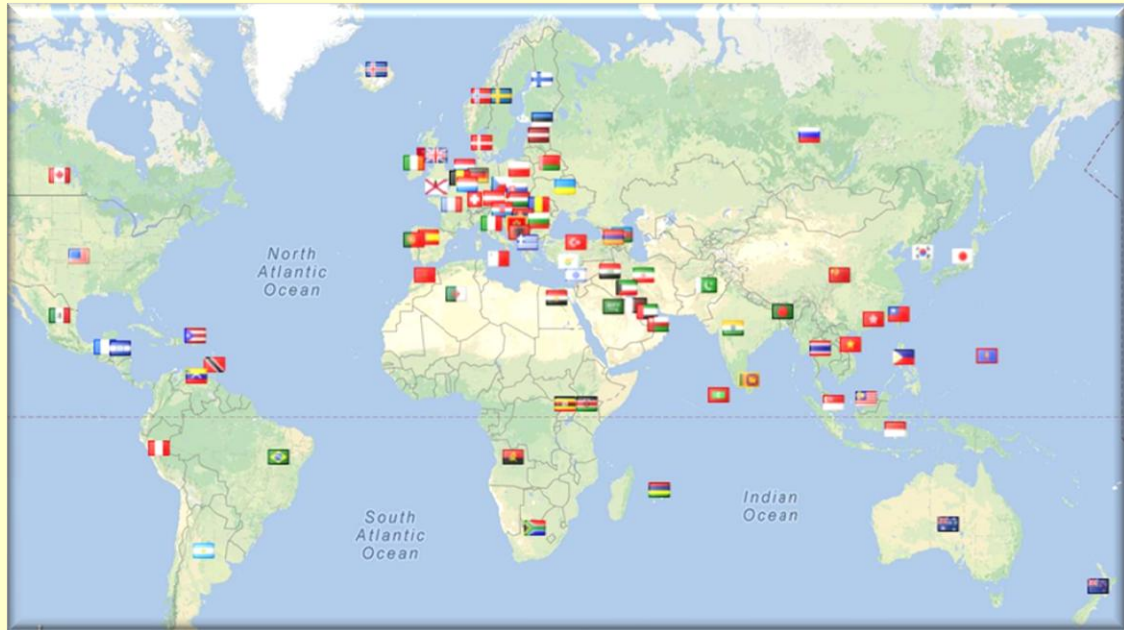 North
Atlantic
Ocean
South
Atlantic
Ocean
Indian
Ocean